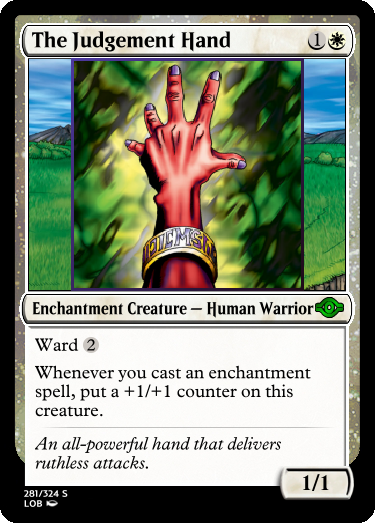 The Judgement Hand 1
Enchantment Creature — Human Warrior
Ward 2
Whenever you cast an enchantment
spell, put a +1/+1 counter on this
creature.
An all-powerful hand that delivers
ruthless attacks.
1/1
281/324 S
LOB